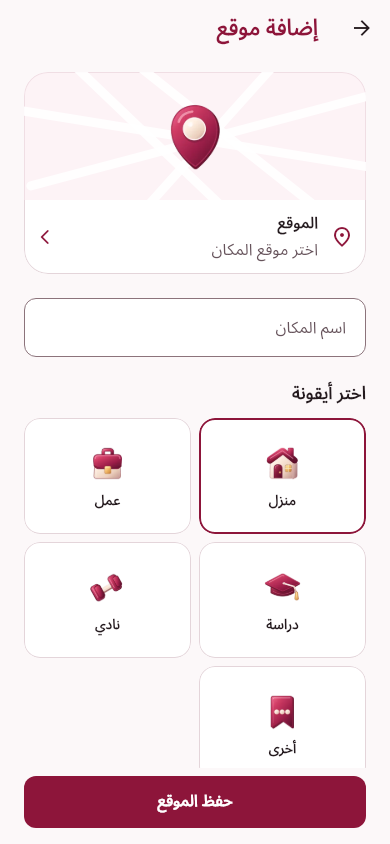 إضافة موقع
الموقع
اختر موقع المكان
اسم المكان
اختر أيقونة
منزل
عمل
دراسة
نادي
أخرى
حفظ الموقع